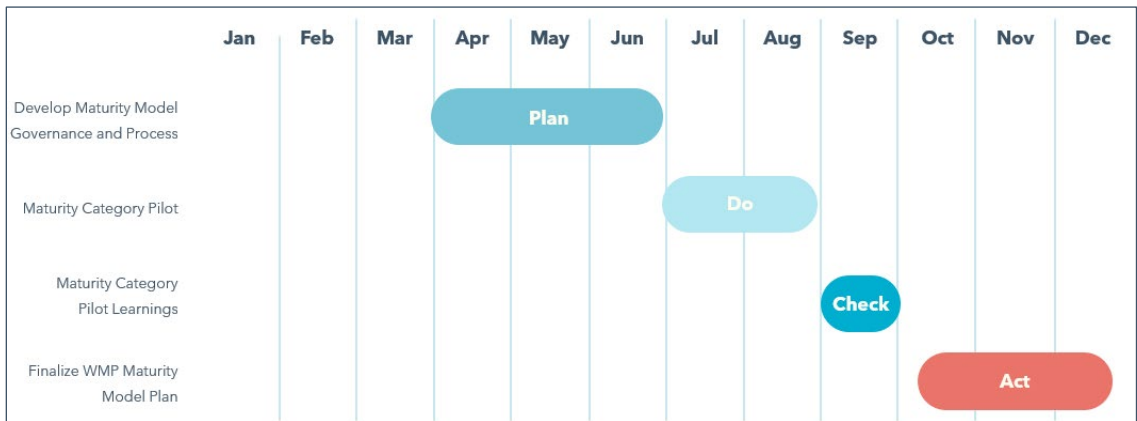 Jan Feb Mar Apr May Jun Jul Aug Sep Oct Nov Dec
Develop Maturity Model
Governance and Process
Plan
Maturity Category Pilot
Do
Maturity Category
Pilot Learnings
Check
Finalize WMP Maturity
Model Plan
Act